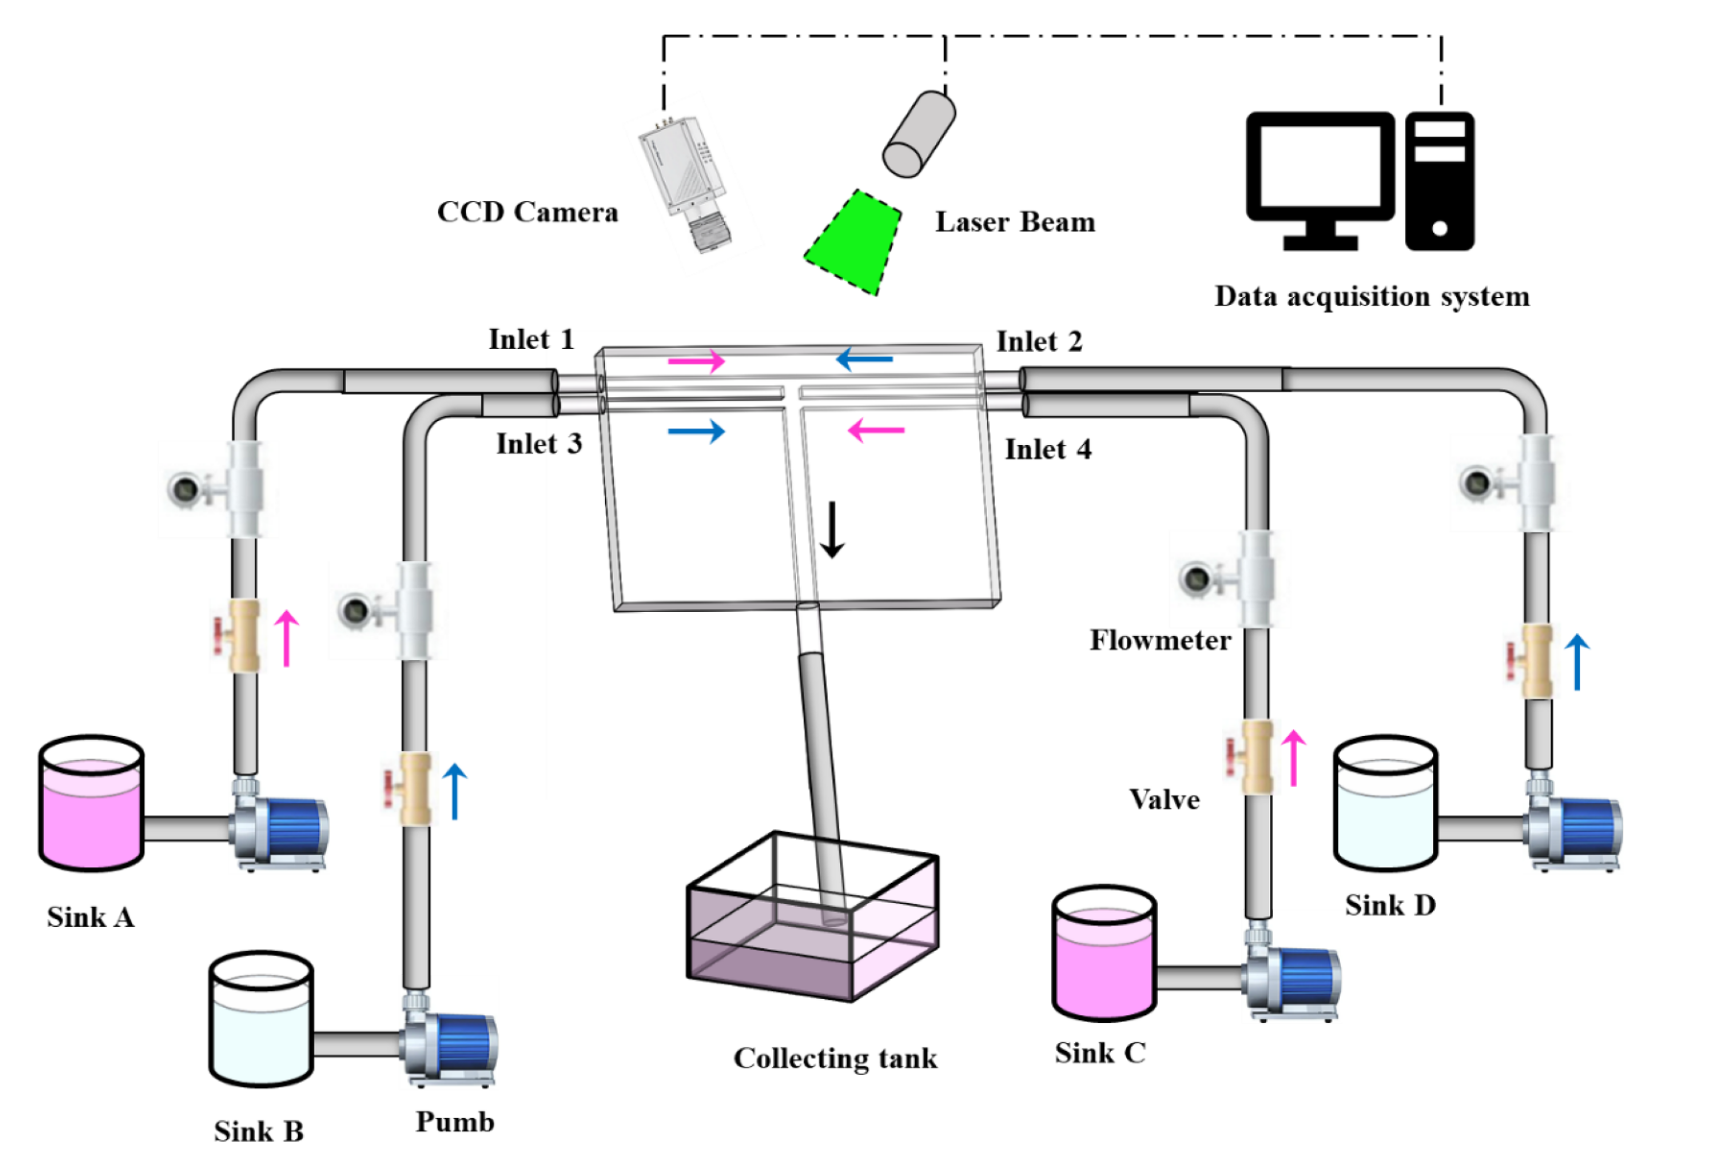 CCD Camera
Laser Beam
Data acquisition system
Inlet 1
Inlet 2
Inlet 3
Inlet 4
Flowmeter
Valve
Sink A
Sink D
Sink B
Pumb
Collecting tank
Sink C